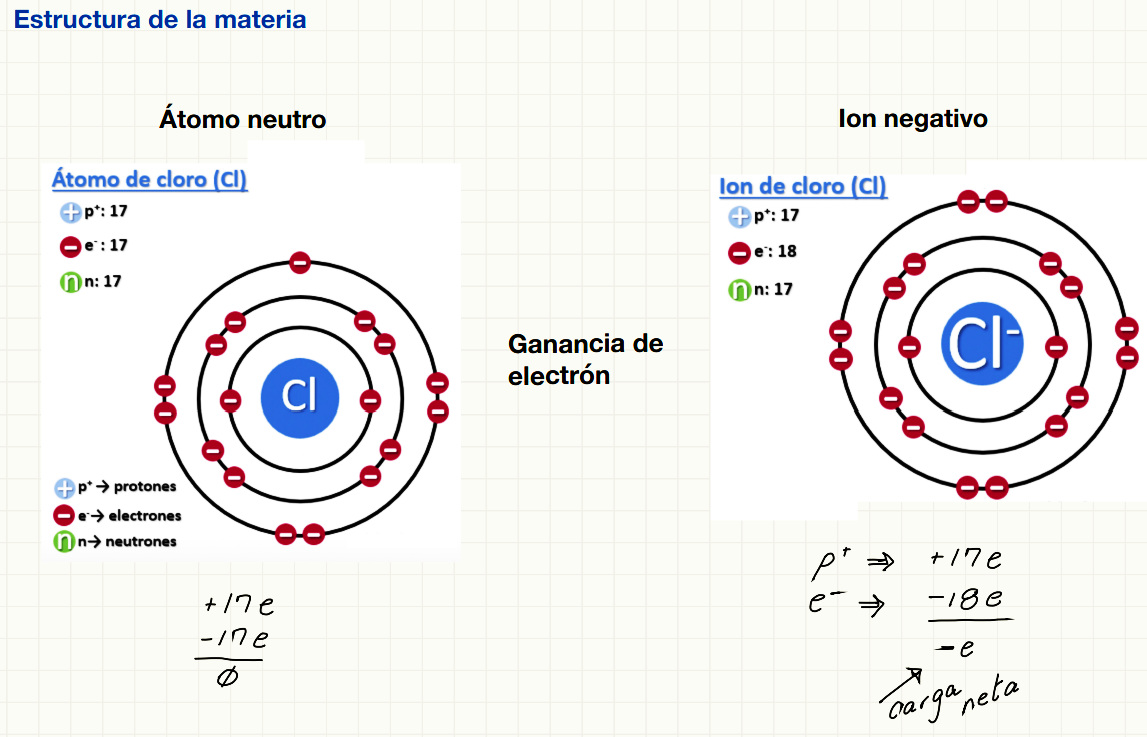 Estructura de la materia
Átomo neutro
Átomo de cloro (Cl)
p⁺: 17
e⁻: 17
n n: 17
Cl
p⁺→ protones
e⁻→ electrones
n n→ neutrones
+17e
-17e
∅
Ganancia de
electrón
Ion negativo
Ion de cloro (Cl)
p⁺: 17
e⁻: 18
n n: 17
Cl⁻
p⁺ ⇒ +17e
e⁻ ⇒ -18e
-e
carga neta